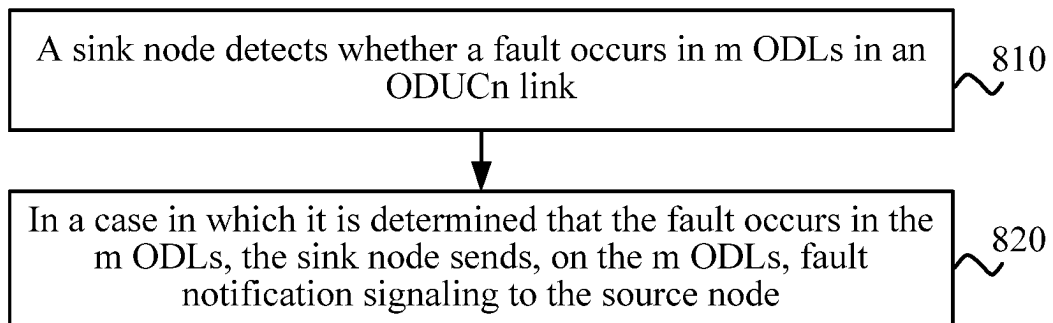 A sink node detects whether a fault occurs in m ODLs in an
ODUCn link
810
In a case in which it is determined that the fault occurs in the
m ODLs, the sink node sends, on the m ODLs, fault
notification signaling to the source node
820